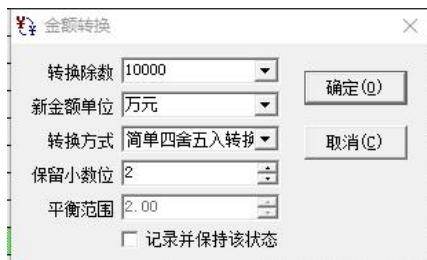 金额转换
转换除数 10000
新金额单位 万元
转换方式 简单四舍五入转换
保留小数位 2
平衡范围 2.00
记录并保持该状态
确定(O)
取消(C)